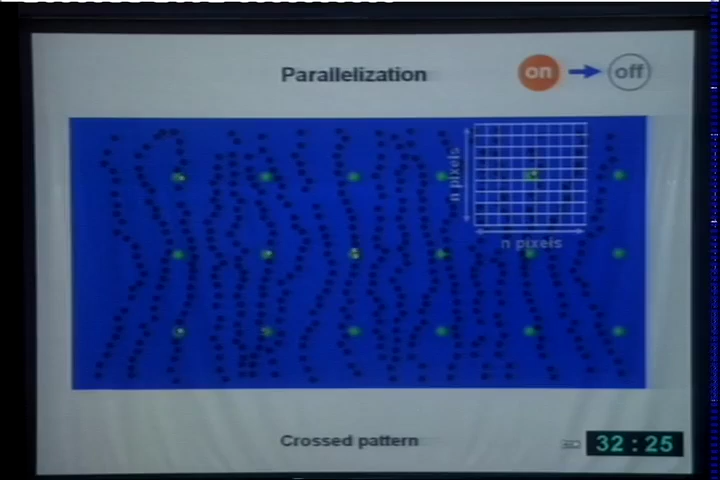 Parallelization
on
off
n pixels
n pixels
Crossed pattern
32:25